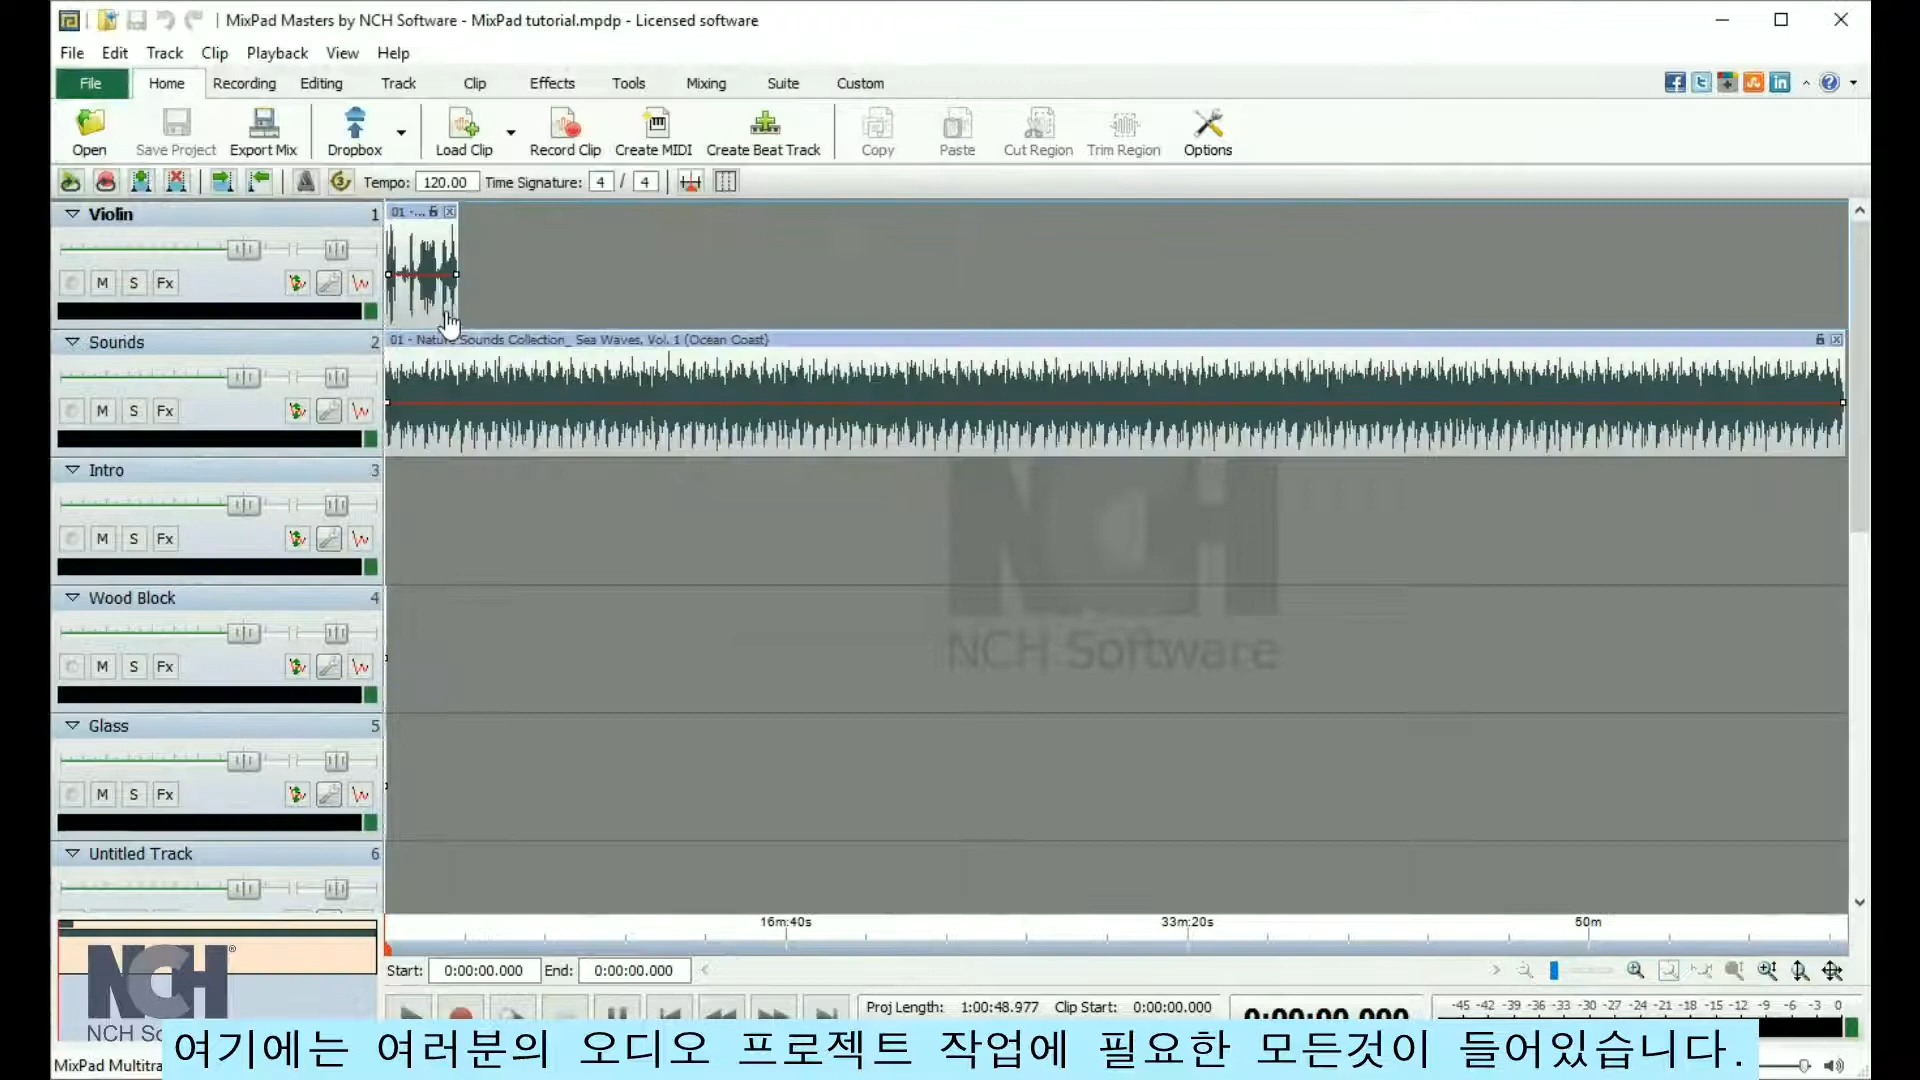 MixPad Masters by NCH Software - MixPad tutorial.mpdp - Licensed software
File Edit Track Clip Playback View Help
File Home Recording Editing Track Clip Effects Tools Mixing Suite Custom
Open Save Project Export Mix Dropbox Load Clip Record Clip Create MIDI Create Beat Track Copy Paste Cut Region Trim Region Options
Tempo: 120.00 Time Signature: 4 / 4
Violin 1 01 -...
M S Fx
Sounds 2 01 - Nature Sounds Collection_ Sea Waves, Vol. 1 (Ocean Coast)
M S Fx
Intro 3
M S Fx
NCH
NCH Software
Wood Block 4
M S Fx
Glass 5
M S Fx
Untitled Track 6
16m:40s 33m:20s 50m
NCH
Start: 0:00:00.000 End: 0:00:00.000
Proj Length: 1:00:48.977 Clip Start: 0:00:00.000 0:00:00.000 -45 -42 -39 -36 -33 -30 -27 -24 -21 -18 -15 -12 -9 -6 -3 0
여기에는 여러분의 오디오 프로젝트 작업에 필요한 모든것이 들어있습니다.
MixPad